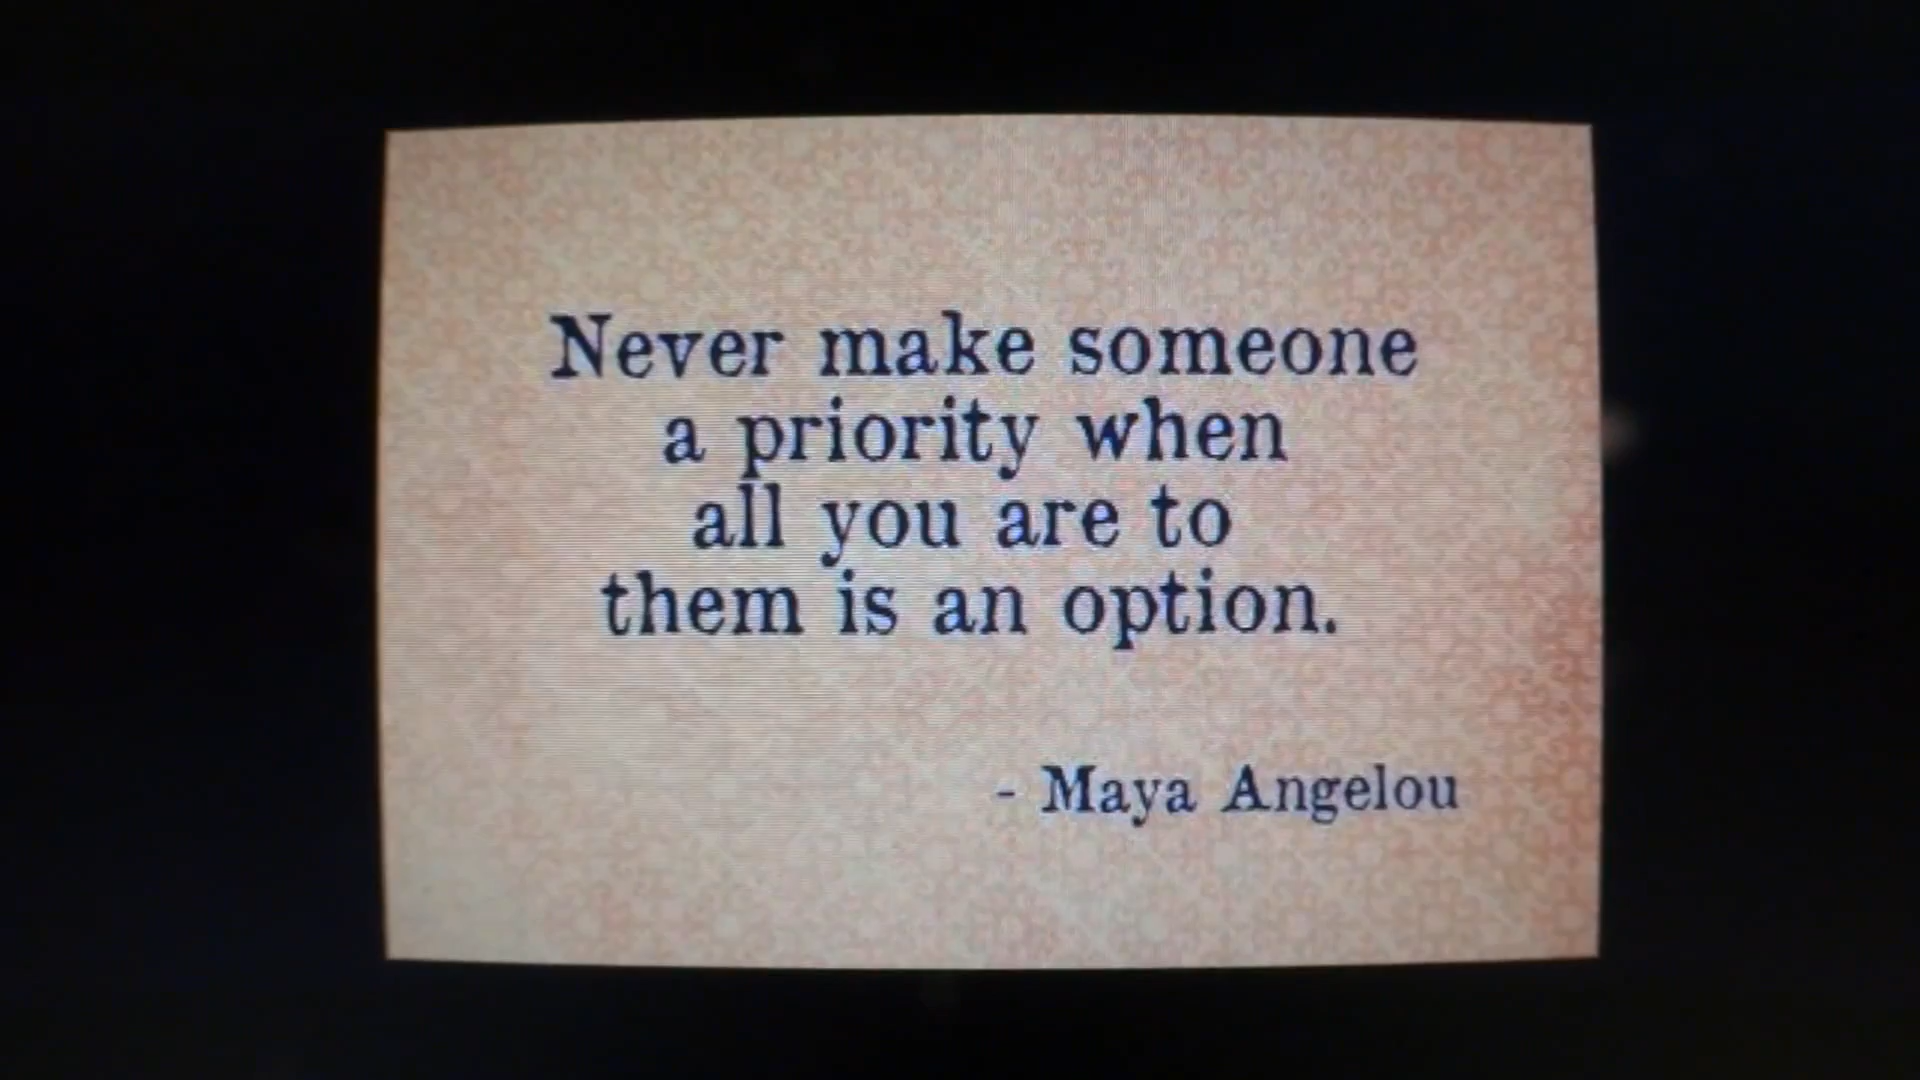 Never make someone
a priority when
all you are to
them is an option.
- Maya Angelou